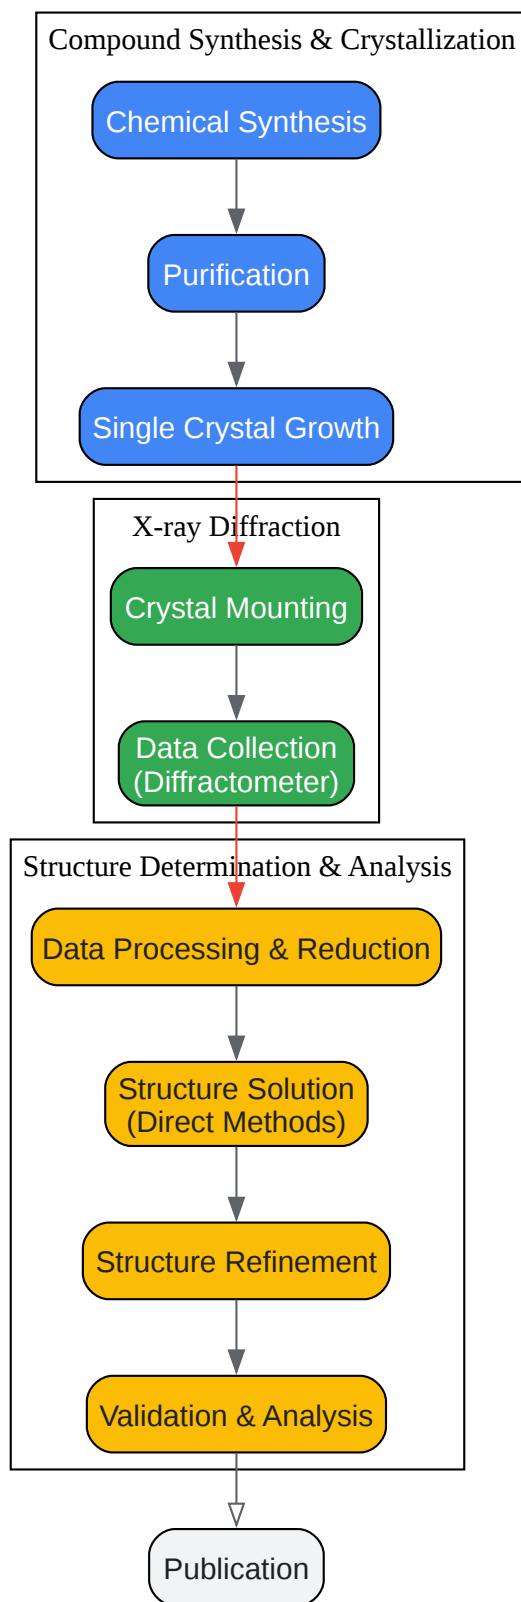 Compound Synthesis & Crystallization
Chemical Synthesis
Purification
Single Crystal Growth
X-ray Diffraction
Crystal Mounting
Data Collection
(Diffractometer)
Structure Determination & Analysis
Data Processing & Reduction
Structure Solution
(Direct Methods)
Structure Refinement
Validation & Analysis
Publication